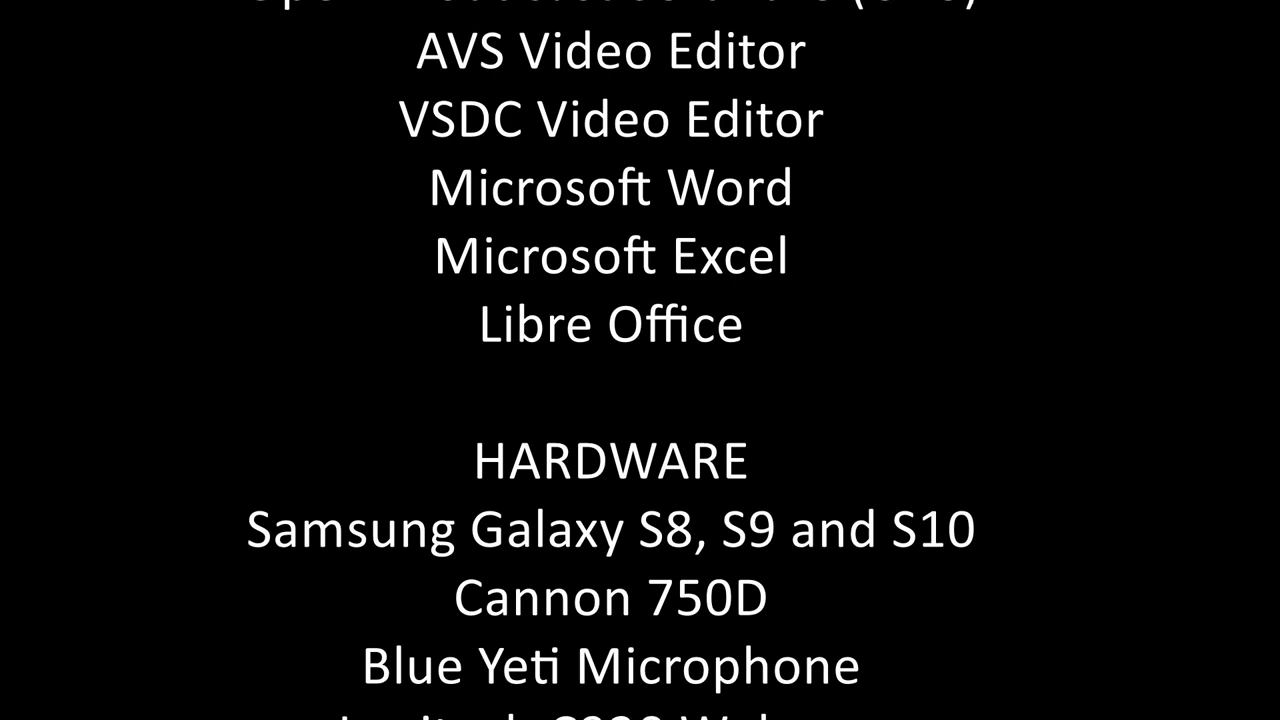 AVS Video Editor
VSDC Video Editor
Microsoft Word
Microsoft Excel
Libre Office
HARDWARE
Samsung Galaxy S8, S9 and S10
Cannon 750D
Blue Yeti Microphone